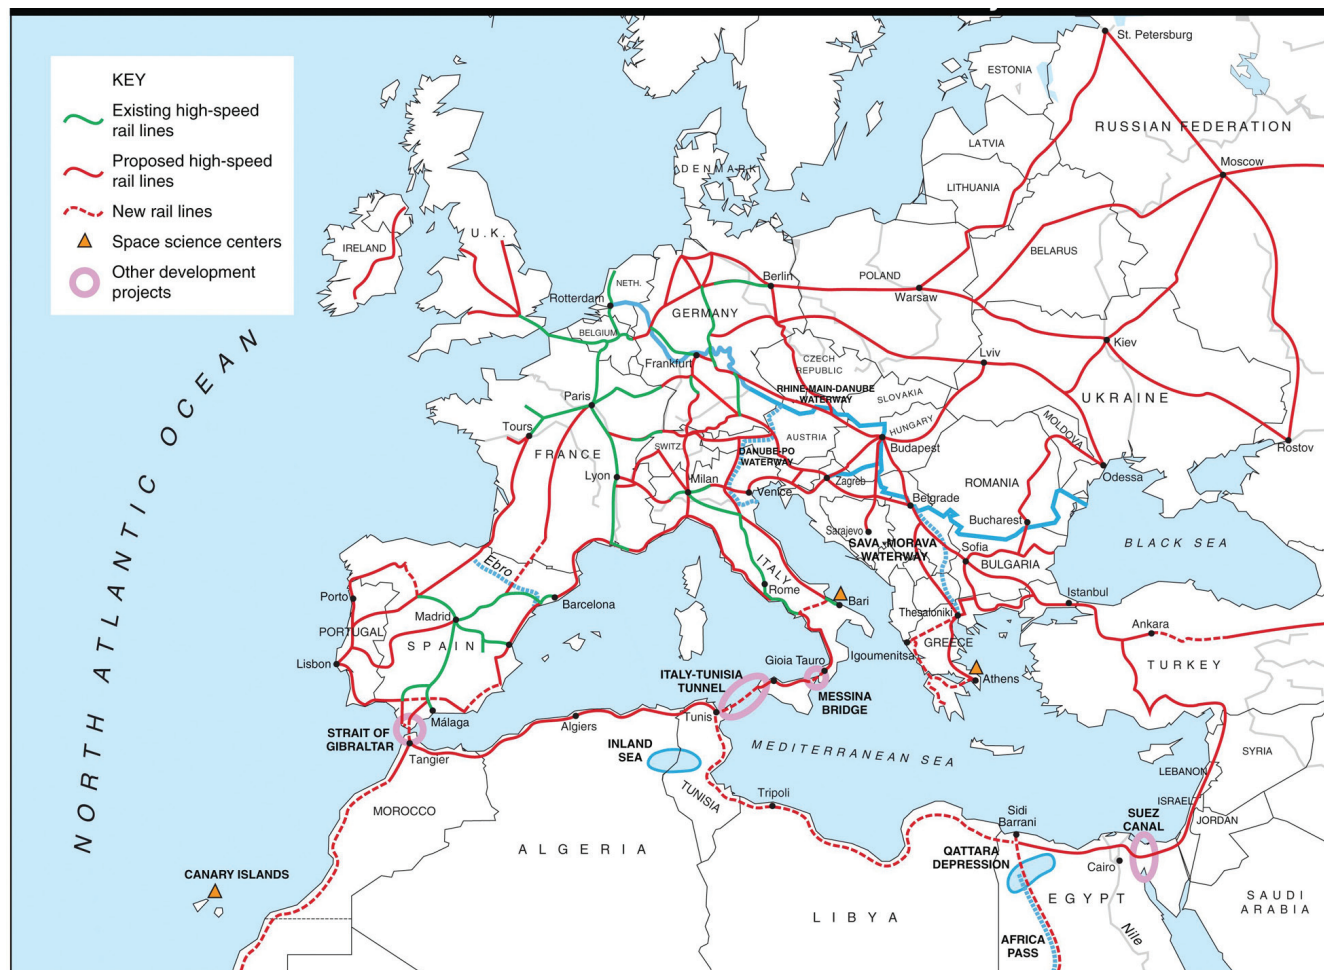 KEY
Existing high-speed
rail lines
Proposed high-speed
rail lines
New rail lines
Space science centers
Other development
projects
St. Petersburg
ESTONIA
RUSSIAN FEDERATION
LATVIA
Moscow
DENMARK
LITHUANIA
IRELAND
U.K.
BELARUS
NETH.
Berlin
POLAND
Rotterdam
Warsaw
GERMANY
BELGIUM
Kiev
Frankfurt
CZECH
REPUBLIC
Lviv
RHINE-MAIN-DANUBE
WATERWAY
SLOVAKIA
UKRAINE
Paris
Tours
HUNGARY
MOLDOVA
AUSTRIA
SWITZ.
FRANCE
DANUBE-PO
WATERWAY
Budapest
Rostov
Lyon
Milan
Zagreb
Odessa
Venice
ROMANIA
Belgrade
Bucharest
Sarajevo
SAVA-MORAVA
WATERWAY
Sofia
BLACK SEA
BULGARIA
Ebro
ITALY
Rome
Bari
Istanbul
Porto
Barcelona
Madrid
Thessaloniki
Ankara
PORTUGAL
SPAIN
GREECE
Igoumenitsa
Lisbon
Gioia Tauro
TURKEY
ITALY-TUNISIA
TUNNEL
Athens
MESSINA
BRIDGE
Málaga
Tunis
Algiers
STRAIT OF
GIBRALTAR
Tangier
INLAND
SEA
MEDITERRANEAN SEA
SYRIA
LEBANON
TUNISIA
Tripoli
ISRAEL
MOROCCO
Sidi
Barrani
SUEZ
CANAL
JORDAN
ALGERIA
QATTARA
DEPRESSION
Cairo
CANARY ISLANDS
EGYPT
SAUDI
ARABIA
LIBYA
Nile
AFRICA
PASS
NORTH ATLANTIC OCEAN